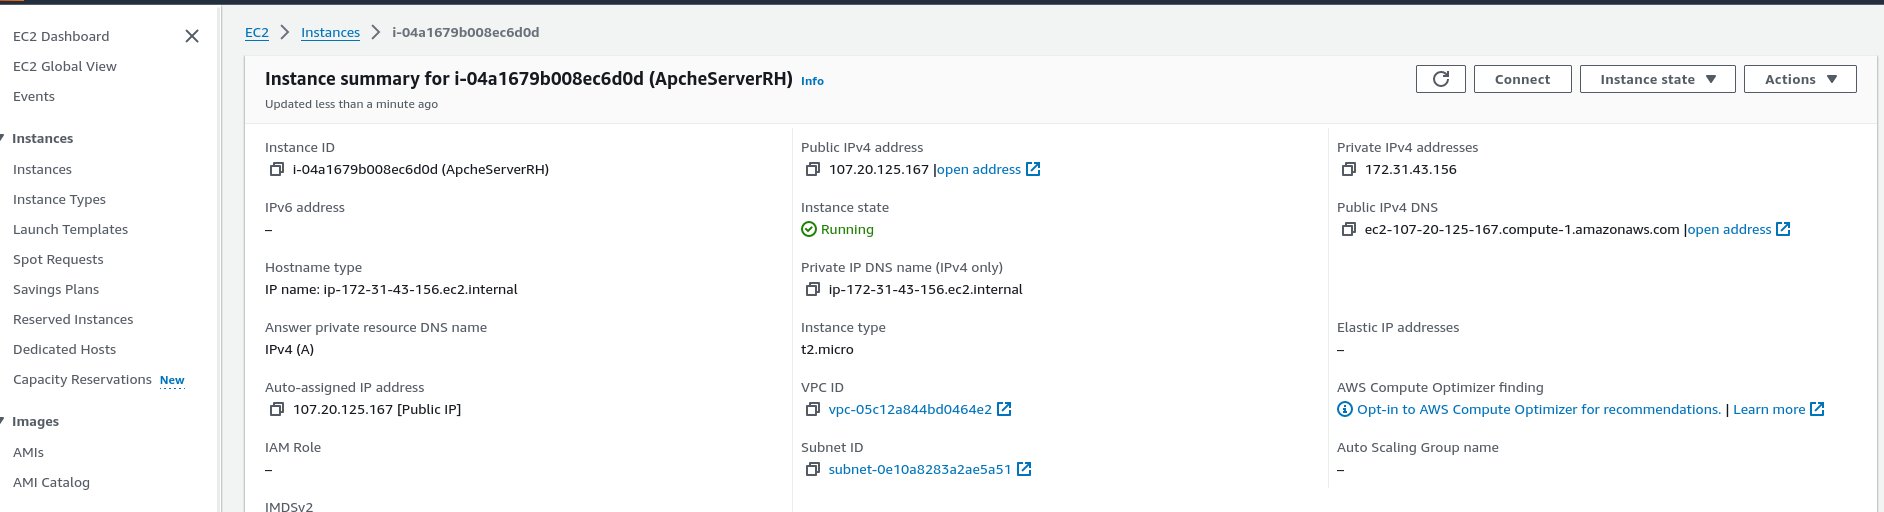 EC2 Dashboard
EC2 Global View
Events
Instances
Instances
Instance Types
Launch Templates
Spot Requests
Savings Plans
Reserved Instances
Dedicated Hosts
Capacity Reservations New
Images
AMIs
AMI Catalog
EC2 Instances i-04a1679b008ec6d0d
Instance summary for i-04a1679b008ec6d0d (ApcheServerRH) Info
Updated less than a minute ago
Connect
Instance state
Actions
Instance ID
i-04a1679b008ec6d0d (ApcheServerRH)
Public IPv4 address
107.20.125.167 |open address
Private IPv4 addresses
172.31.43.156
IPv6 address
–
Instance state
Running
Public IPv4 DNS
ec2-107-20-125-167.compute-1.amazonaws.com |open address
Hostname type
IP name: ip-172-31-43-156.ec2.internal
Private IP DNS name (IPv4 only)
ip-172-31-43-156.ec2.internal
Answer private resource DNS name
IPv4 (A)
Instance type
t2.micro
Elastic IP addresses
–
Auto-assigned IP address
107.20.125.167 [Public IP]
VPC ID
vpc-05c12a844bd0464e2
AWS Compute Optimizer finding
Opt-in to AWS Compute Optimizer for recommendations. | Learn more
IAM Role
–
Subnet ID
subnet-0e10a8283a2ae5a51
Auto Scaling Group name
–
IMDSv2